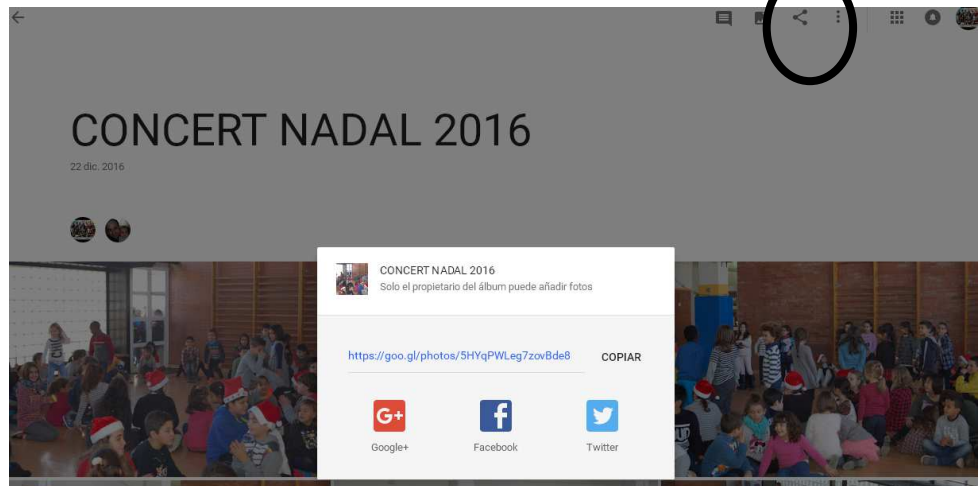 CONCERT NADAL 2016
22 dic. 2016
CONCERT NADAL 2016
Solo el propietario del álbum puede añadir fotos
https://goo.gl/photos/5HYqPWLeg7zovBde8 COPIAR
G+ f
Google+ Facebook Twitter